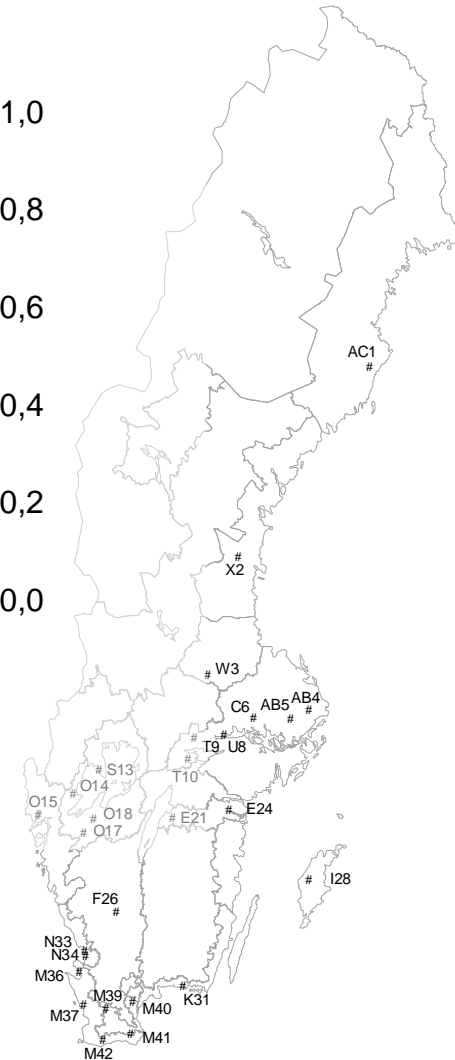 1,0
0,8
0,6
AC1
#
0,4
0,2
#
X2
0,0
# W3
C6 AB5 AB4
# # #
# #
T9 U8
#
T10
# S13
# O14
O15
#
# O18
# O17
# E21
# E24
# I28
F26
#
N33 #
N34 #
M36 #
# K31
M39
#
# M40
M37 #
# M41
#
M42